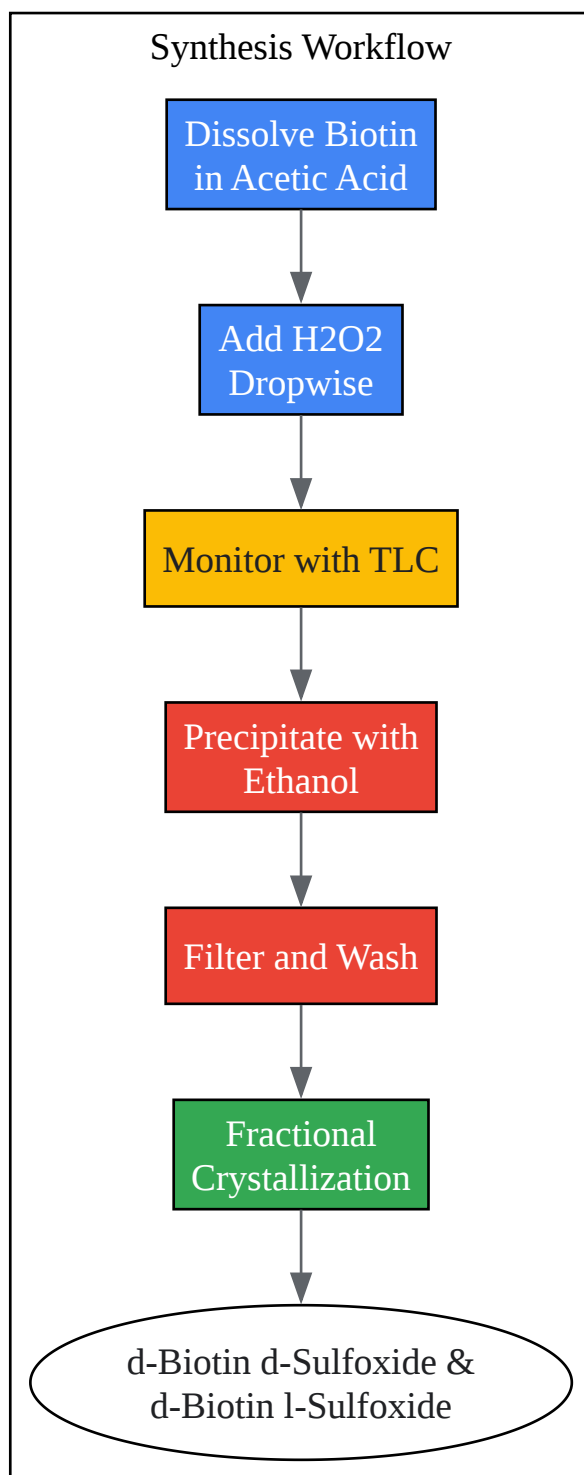 Synthesis Workflow
Dissolve Biotin
in Acetic Acid
Add H2O2
Dropwise
Monitor with TLC
Precipitate with
Ethanol
Filter and Wash
Fractional
Crystallization
d-Biotin d-Sulfoxide &
d-Biotin l-Sulfoxide